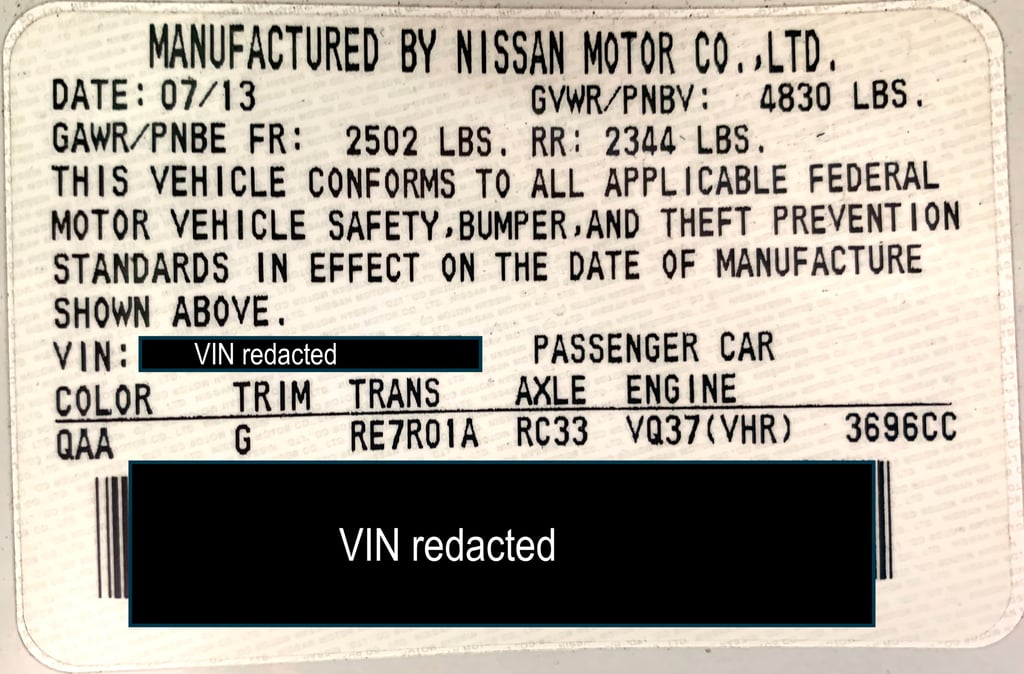 MANUFACTURED BY NISSAN MOTOR CO.,LTD.
DATE: 07/13 GVWR/PNBV: 4830 LBS.
GAWR/PNBE FR: 2502 LBS. RR: 2344 LBS.
THIS VEHICLE CONFORMS TO ALL APPLICABLE FEDERAL
MOTOR VEHICLE SAFETY,BUMPER,AND THEFT PREVENTION
STANDARDS IN EFFECT ON THE DATE OF MANUFACTURE
SHOWN ABOVE.
VIN: VIN redacted PASSENGER CAR
COLOR TRIM TRANS AXLE ENGINE
QAA G RE7R01A RC33 VQ37(VHR) 3696CC
VIN redacted